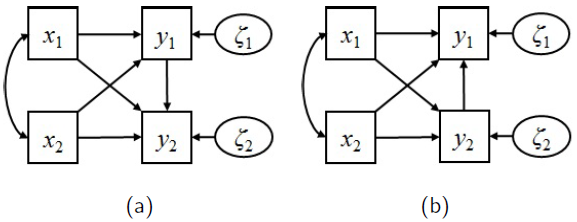 x₁ y₁ ζ₁ x₁ y₁ ζ₁
x₂ y₂ ζ₂ x₂ y₂ ζ₂
(a) (b)